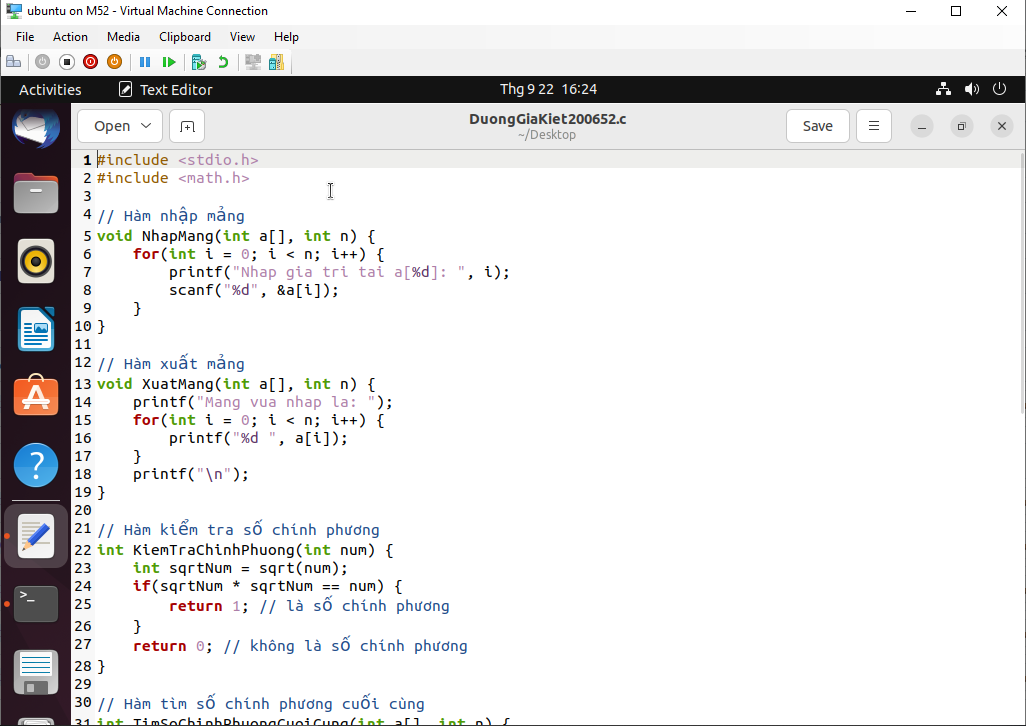 ubuntu on M52 - Virtual Machine Connection
File Action Media Clipboard View Help
Activities Text Editor Thg 9 22 16:24
Open DuongGiaKiet200652.c Save
~/Desktop
1 #include <stdio.h>
2 #include <math.h>
3
4 // Hàm nhập mảng
5 void NhapMang(int a[], int n) {
6     for(int i = 0; i < n; i++) {
7         printf("Nhap gia tri tai a[%d]: ", i);
8         scanf("%d", &a[i]);
9     }
10 }
11
12 // Hàm xuất mảng
13 void XuatMang(int a[], int n) {
14     printf("Mang vua nhap la: ");
15     for(int i = 0; i < n; i++) {
16         printf("%d ", a[i]);
17     }
18     printf("\n");
19 }
20
21 // Hàm kiểm tra số chính phương
22 int KiemTraChinhPhuong(int num) {
23     int sqrtNum = sqrt(num);
24     if(sqrtNum * sqrtNum == num) {
25         return 1; // là số chính phương
26     }
27     return 0; // không là số chính phương
28 }
29
30 // Hàm tìm số chính phương cuối cùng
31 int TimSoChinhPhuongCuoiCung(int a[], int n) {